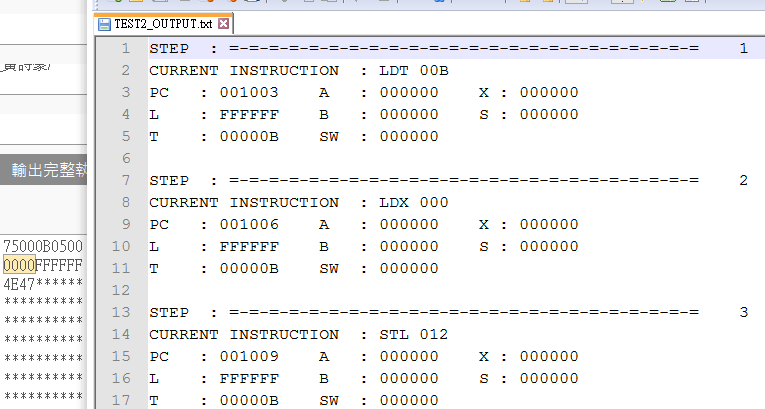 輸出完整執
75000B0500
0000FFFFFF
4E47******
**********
**********
**********
**********
**********
**********
TEST2_OUTPUT.txt
1 STEP : =-=-=-=-=-=-=-=-=-=-=-=-=-=-=-=-=-=-=-=-=-=-=-= 1
2 CURRENT INSTRUCTION : LDT 00B
3 PC : 001003 A : 000000 X : 000000
4 L : FFFFFF B : 000000 S : 000000
5 T : 00000B SW : 000000
6
7 STEP : =-=-=-=-=-=-=-=-=-=-=-=-=-=-=-=-=-=-=-=-=-=-=-= 2
8 CURRENT INSTRUCTION : LDX 000
9 PC : 001006 A : 000000 X : 000000
10 L : FFFFFF B : 000000 S : 000000
11 T : 00000B SW : 000000
12
13 STEP : =-=-=-=-=-=-=-=-=-=-=-=-=-=-=-=-=-=-=-=-=-=-=-= 3
14 CURRENT INSTRUCTION : STL 012
15 PC : 001009 A : 000000 X : 000000
16 L : FFFFFF B : 000000 S : 000000
17 T : 00000B SW : 000000